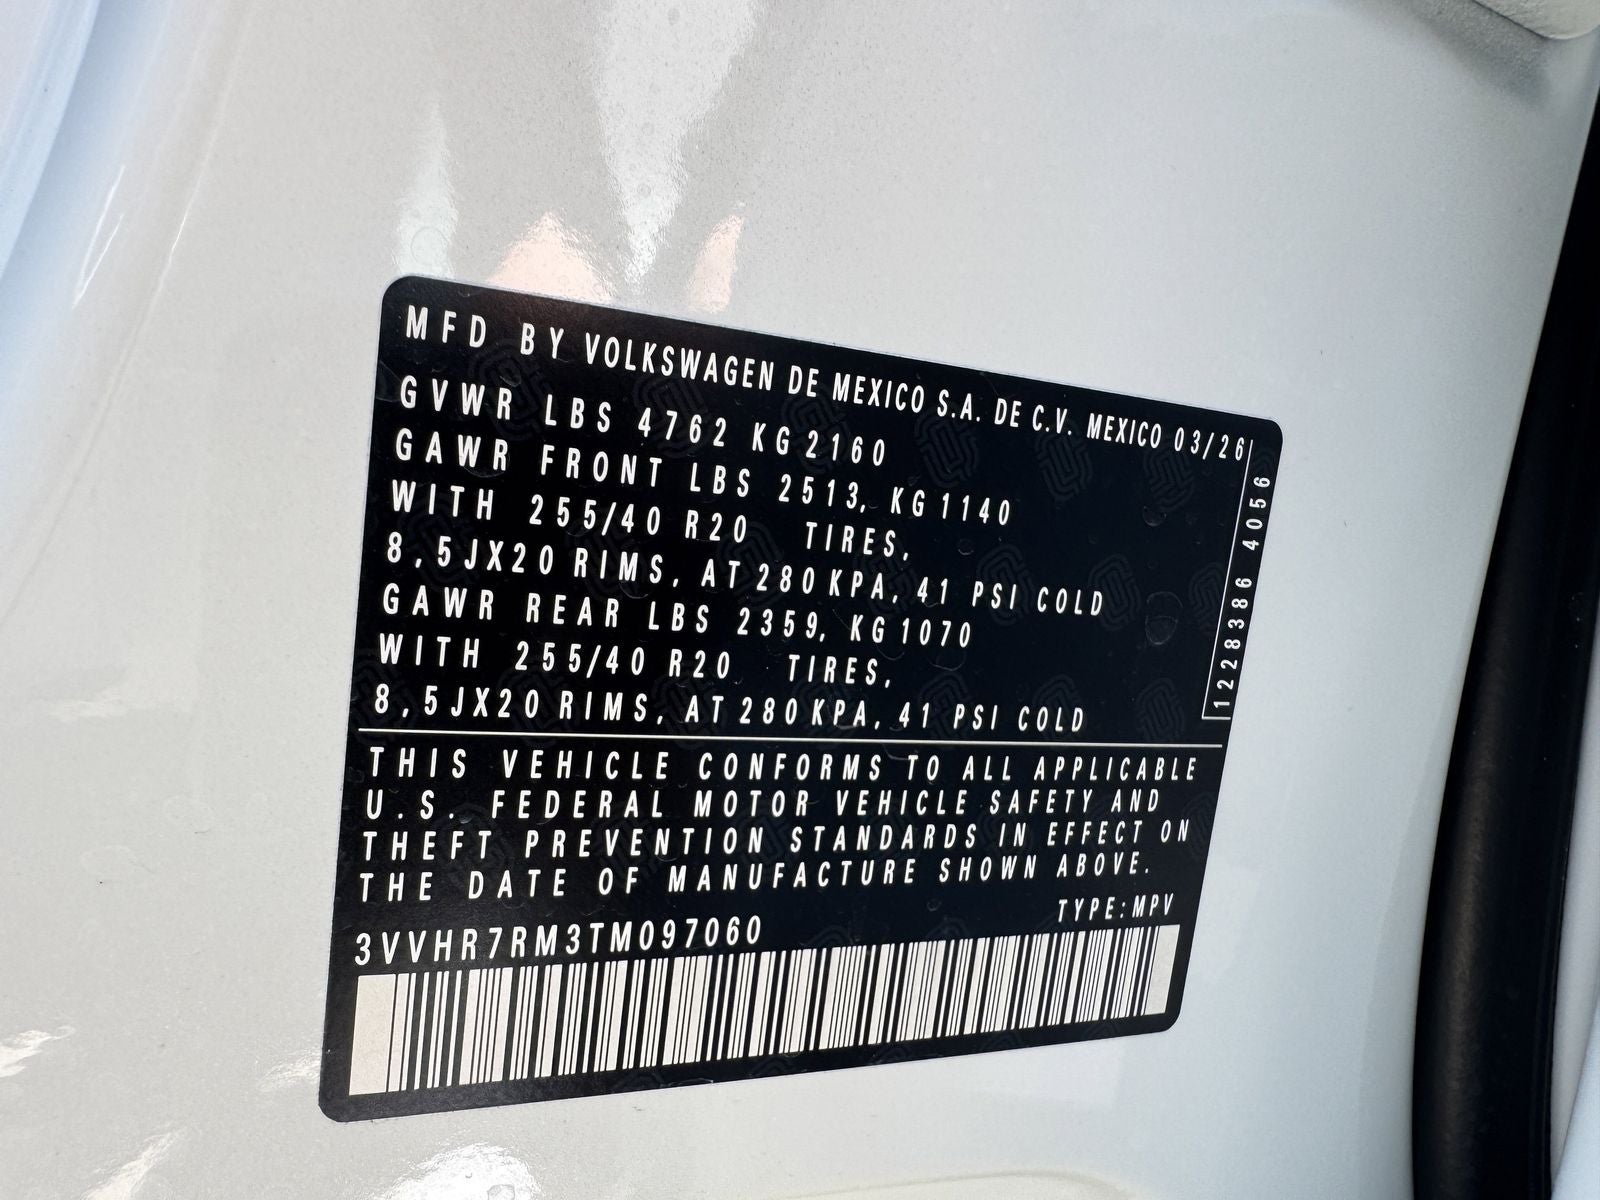 MFD BY VOLKSWAGEN DE MEXICO S.A. DE C.V. MEXICO 03/26
GVWR LBS 4762 KG 2160
GAWR FRONT LBS 2513, KG 1140
WITH 255/40 R20 TIRES,
8,5JX20 RIMS, AT 280 KPA, 41 PSI COLD
GAWR REAR LBS 2359, KG 1070
WITH 255/40 R20 TIRES,
8,5JX20 RIMS, AT 280 KPA, 41 PSI COLD
1228386 4056
THIS VEHICLE CONFORMS TO ALL APPLICABLE
U.S. FEDERAL MOTOR VEHICLE SAFETY AND
THEFT PREVENTION STANDARDS IN EFFECT ON
THE DATE OF MANUFACTURE SHOWN ABOVE.
TYPE:MPV
3VVHR7RM3TM097060